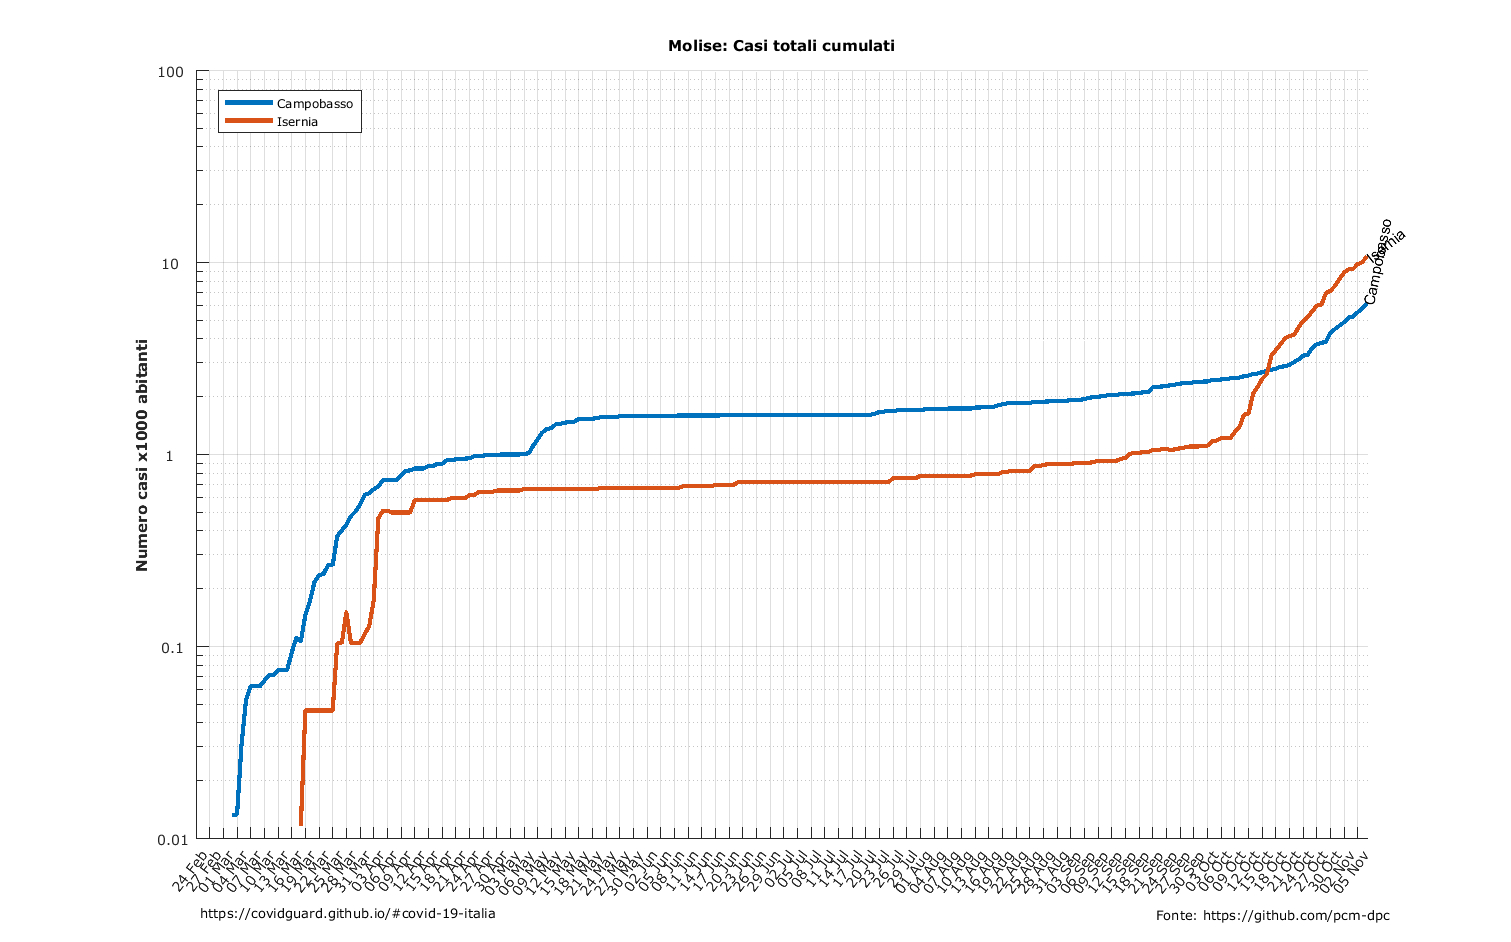 Molise: Casi totali cumulati
Campobasso
Isernia
Numero casi x1000 abitanti
100
10
1
0.1
0.01
Isernia
Campobasso
24 Feb
27 Feb
01 Mar
04 Mar
07 Mar
10 Mar
13 Mar
16 Mar
19 Mar
22 Mar
25 Mar
28 Mar
31 Mar
03 Apr
06 Apr
09 Apr
12 Apr
15 Apr
18 Apr
21 Apr
24 Apr
27 Apr
30 Apr
03 May
06 May
09 May
12 May
15 May
18 May
21 May
24 May
27 May
30 May
02 Jun
05 Jun
08 Jun
11 Jun
14 Jun
17 Jun
20 Jun
23 Jun
26 Jun
29 Jun
02 Jul
05 Jul
08 Jul
11 Jul
14 Jul
17 Jul
20 Jul
23 Jul
26 Jul
29 Jul
01 Aug
04 Aug
07 Aug
10 Aug
13 Aug
16 Aug
19 Aug
22 Aug
25 Aug
28 Aug
31 Aug
03 Sep
06 Sep
09 Sep
12 Sep
15 Sep
18 Sep
21 Sep
24 Sep
27 Sep
30 Sep
03 Oct
06 Oct
09 Oct
12 Oct
15 Oct
18 Oct
21 Oct
24 Oct
27 Oct
30 Oct
02 Nov
05 Nov
https://covidguard.github.io/#covid-19-italia
Fonte: https://github.com/pcm-dpc